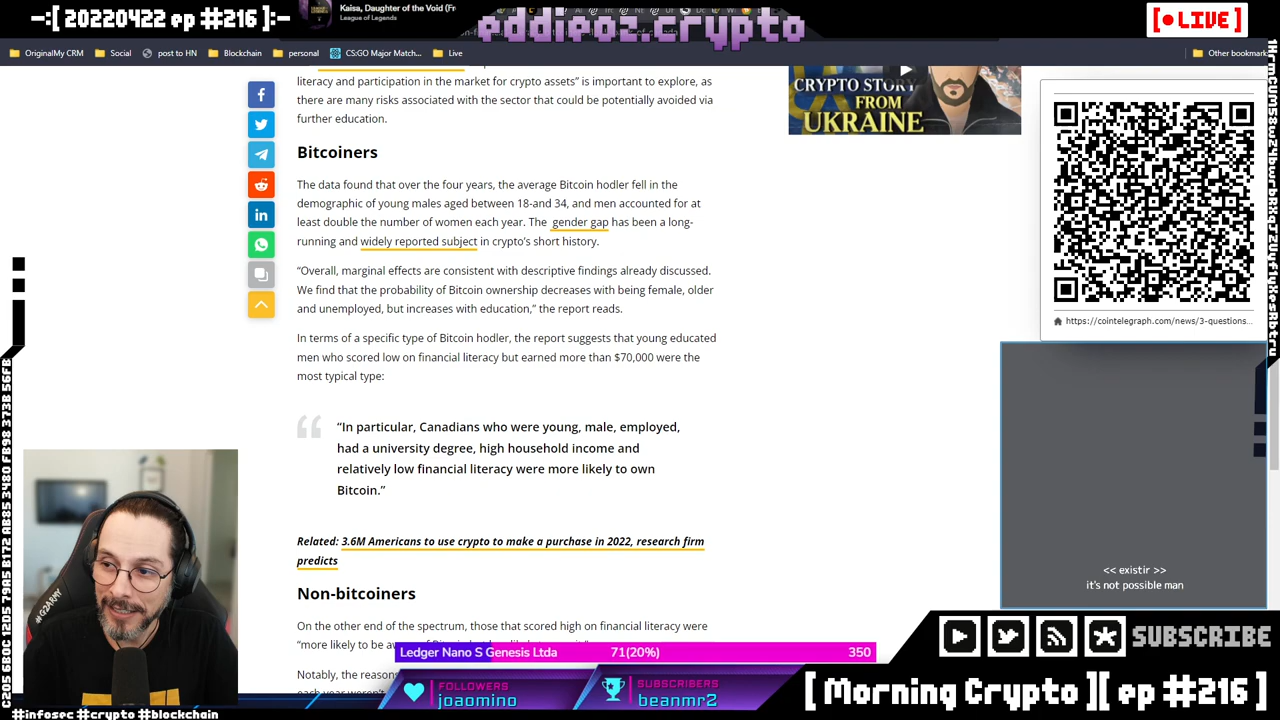 -:[ 20220422 ep #216 ]:-
Kaisa, Daughter of the Void (Fr
League of Legends
eddieoz.crypto
[● LIVE]
OriginalMy CRM
Social
post to HN
Blockchain
personal
CS:GO Major Match...
Live
Other bookmark
literacy and participation in the market for crypto assets” is important to explore, as
there are many risks associated with the sector that could be potentially avoided via
further education.
CRYPTO STORY
FROM
UKRAINE
Bitcoiners
The data found that over the four years, the average Bitcoin hodler fell in the
demographic of young males aged between 18-and 34, and men accounted for at
least double the number of women each year. The gender gap has been a long-
running and widely reported subject in crypto’s short history.
“Overall, marginal effects are consistent with descriptive findings already discussed.
We find that the probability of Bitcoin ownership decreases with being female, older
and unemployed, but increases with education,” the report reads.
https://cointelegraph.com/news/3-questions...
In terms of a specific type of Bitcoin hodler, the report suggests that young educated
men who scored low on financial literacy but earned more than $70,000 were the
most typical type:
“In particular, Canadians who were young, male, employed,
had a university degree, high household income and
relatively low financial literacy were more likely to own
Bitcoin.”
Related: 3.6M Americans to use crypto to make a purchase in 2022, research firm
predicts
<< existir >>
it's not possible man
Non-bitcoiners
On the other end of the spectrum, those that scored high on financial literacy were
“more likely to be
Notably, the reasons
#G2ARMY
Ledger Nano S Genesis Ltda
71(20%)
350
FOLLOWERS
joaomino
SUBSCRIBERS
beanmr2
SUBSCRIBE
[ Morning Crypto ][ ep #216 ]
#infosec #crypto #blockchain